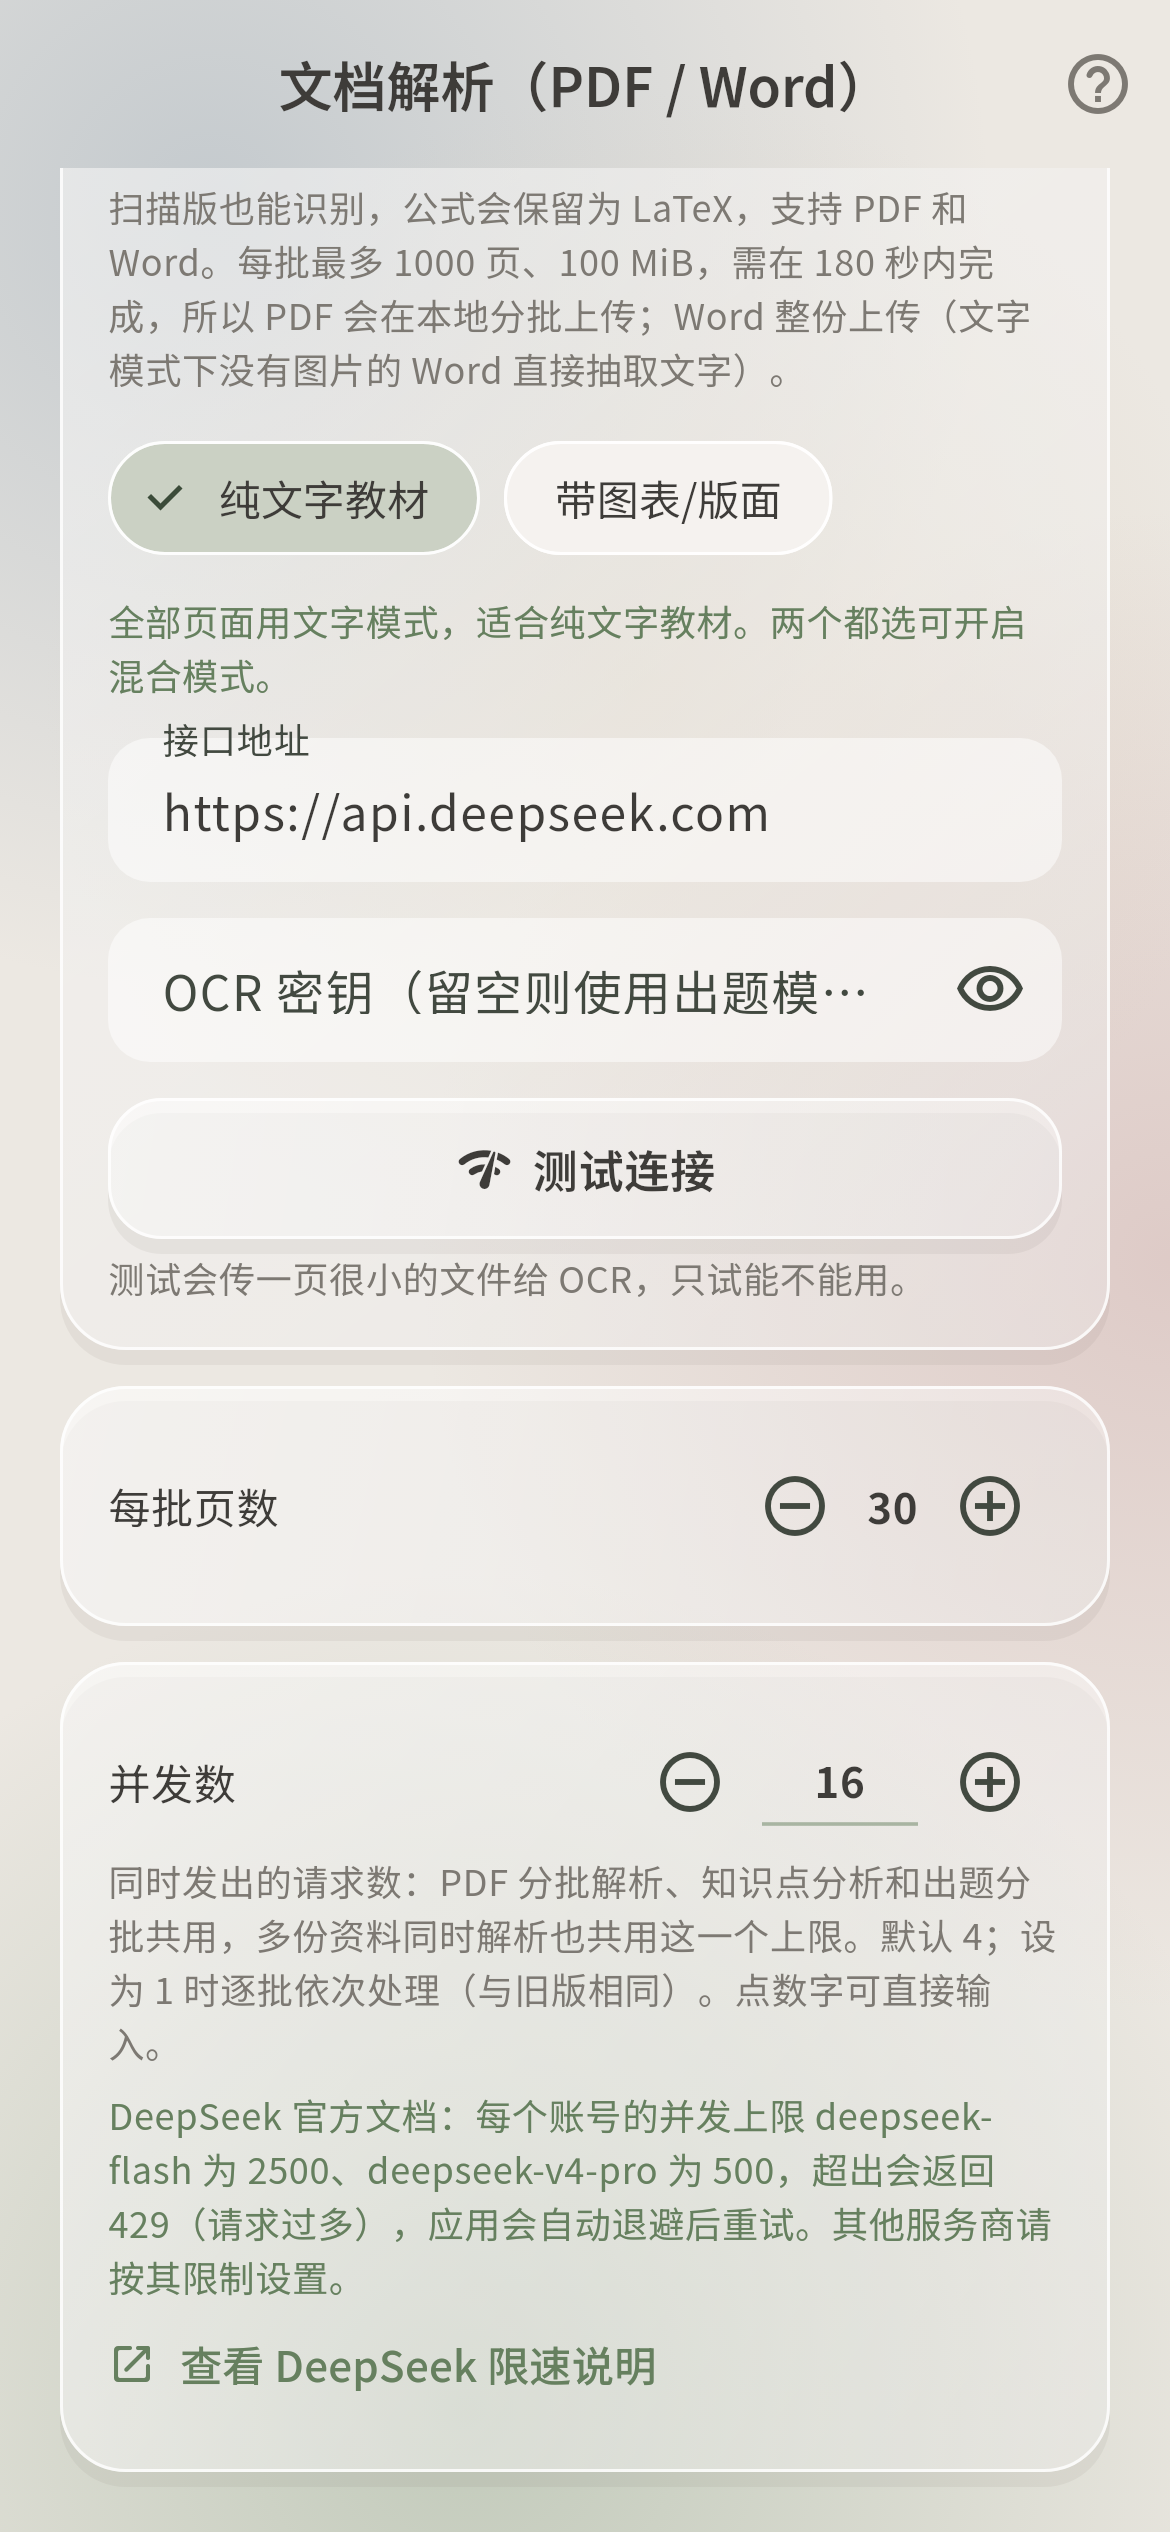 文档解析（PDF / Word）
扫描版也能识别，公式会保留为 LaTeX，支持 PDF 和
Word。每批最多 1000 页、100 MiB，需在 180 秒内完
成，所以 PDF 会在本地分批上传；Word 整份上传（文字
模式下没有图片的 Word 直接抽取文字）。
纯文字教材
带图表/版面
全部页面用文字模式，适合纯文字教材。两个都选可开启
混合模式。
接口地址
https://api.deepseek.com
OCR 密钥（留空则使用出题模…
测试连接
测试会传一页很小的文件给 OCR，只试能不能用。
每批页数
30
并发数
16
同时发出的请求数：PDF 分批解析、知识点分析和出题分
批共用，多份资料同时解析也共用这一个上限。默认 4；设
为 1 时逐批依次处理（与旧版相同）。点数字可直接输
入。
DeepSeek 官方文档：每个账号的并发上限 deepseek-
flash 为 2500、deepseek-v4-pro 为 500，超出会返回
429（请求过多），应用会自动退避后重试。其他服务商请
按其限制设置。
查看 DeepSeek 限速说明